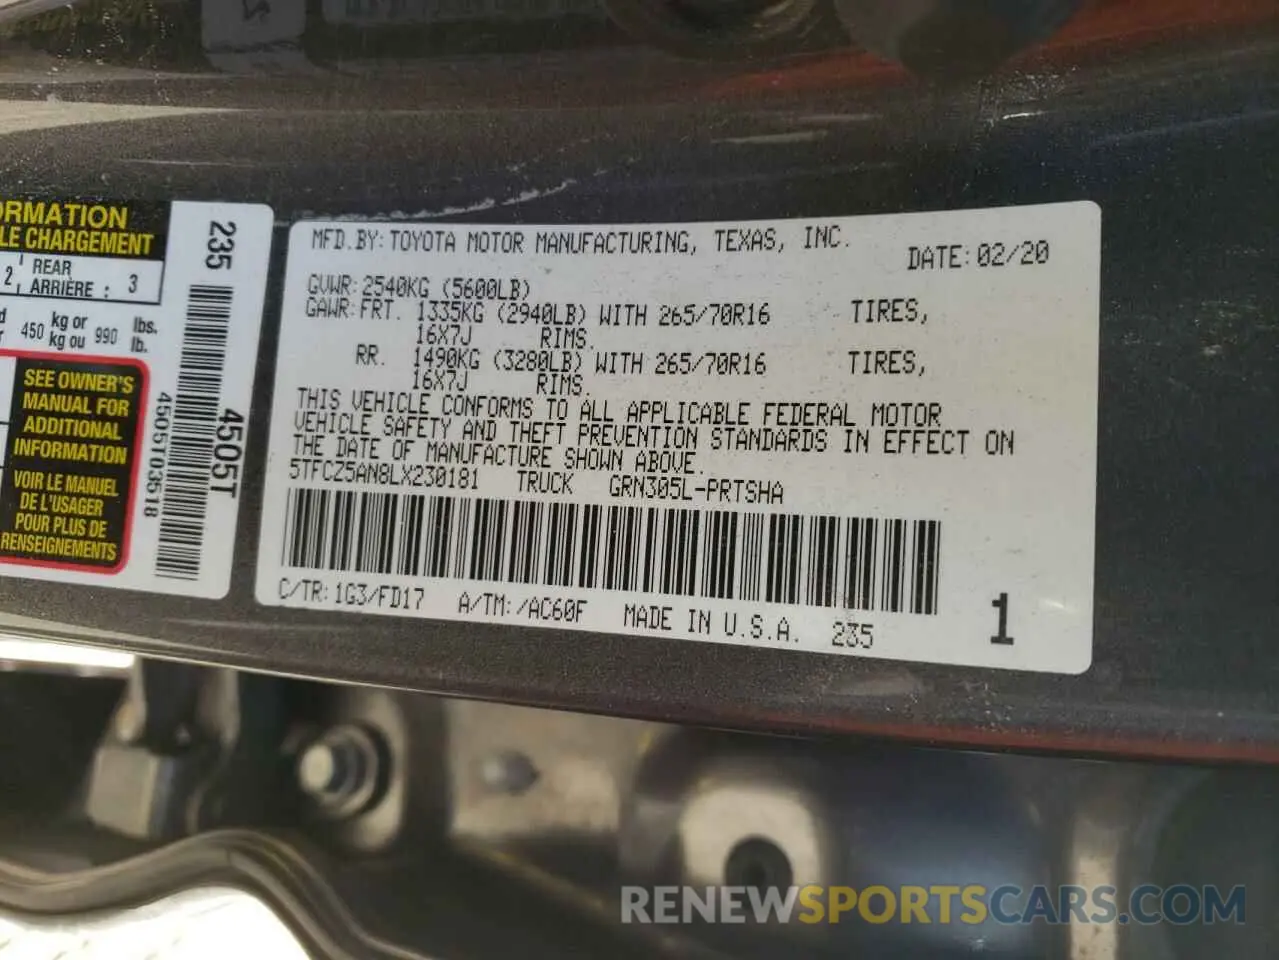 ORMATION
LE CHARGEMENT
2, REAR
ARRIÈRE : 3
450 kg or 990 lbs.
kg ou lb.
SEE OWNER'S
MANUAL FOR
ADDITIONAL
INFORMATION
VOIR LE MANUEL
DE L'USAGER
POUR PLUS DE
RENSEIGNEMENTS
235
4505T
4505T03518
MFD.BY: TOYOTA MOTOR MANUFACTURING, TEXAS, INC.
DATE: 02/20
GVWR: 2540KG (5600LB)
GAWR: FRT. 1335KG (2940LB) WITH 265/70R16 TIRES,
16X7J RIMS.
RR. 1490KG (3280LB) WITH 265/70R16 TIRES,
16X7J RIMS.
THIS VEHICLE CONFORMS TO ALL APPLICABLE FEDERAL MOTOR
VEHICLE SAFETY AND THEFT PREVENTION STANDARDS IN EFFECT ON
THE DATE OF MANUFACTURE SHOWN ABOVE.
5TFCZ5AN8LX230181 TRUCK GRN305L-PRTSHA
C/TR: 1G3/FD17 A/TM: /AC60F MADE IN U.S.A. 235
1
RENEWSPORTSCARS.COM